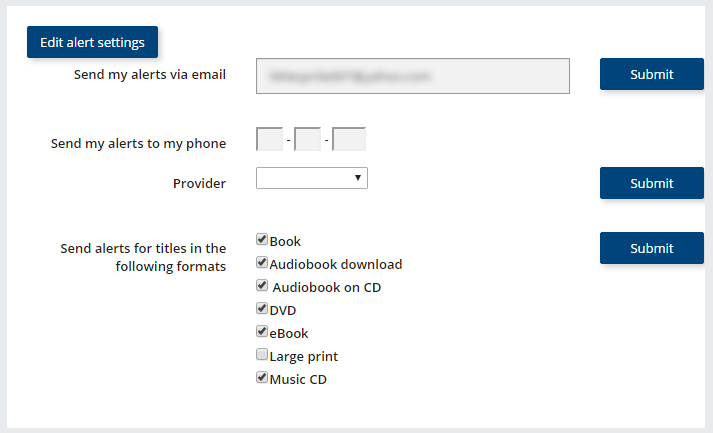 Edit alert settings
Send my alerts via email
Submit
Send my alerts to my phone
- -
Provider
Submit
Send alerts for titles in the
following formats
Submit
Book
Audiobook download
Audiobook on CD
DVD
eBook
Large print
Music CD